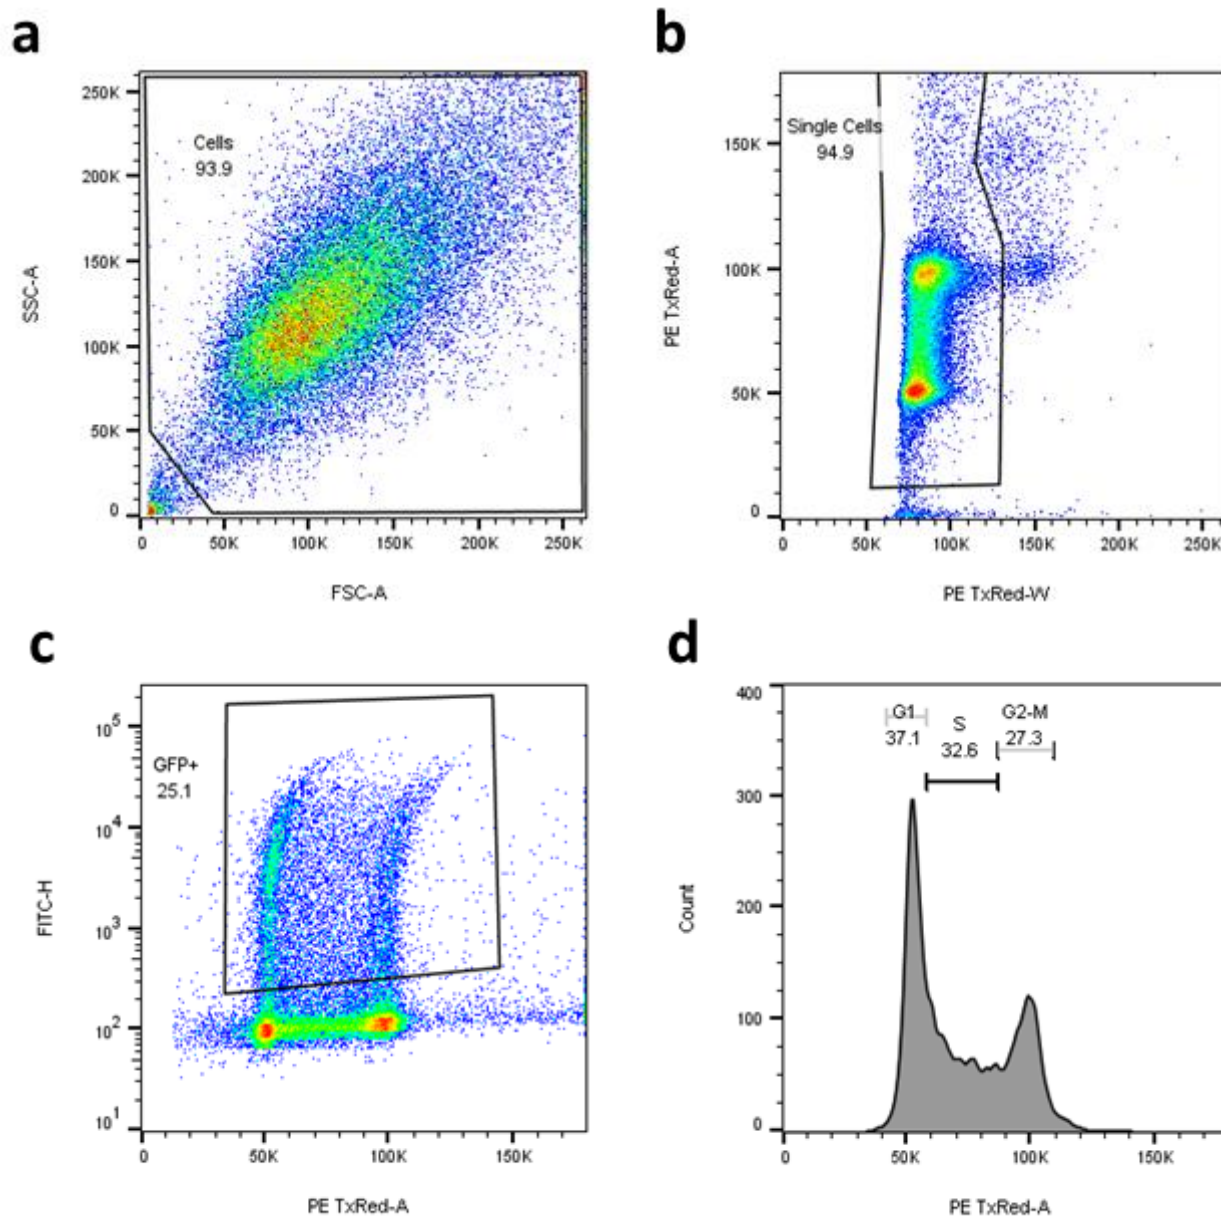 a
250K
200K
150K
100K
50K
0
SSC-A
Cells
93.9
0
50K
100K
150K
200K
250K
FSC-A
b
150K
100K
50K
0
PE TxRed-A
Single Cells
94.9
0
50K
100K
150K
200K
250K
PE TxRed-W
c
10^5
10^4
10^3
10^2
10^1
FITC-H
GFP+
25.1
0
50K
100K
150K
PE TxRed-A
d
400
300
200
100
0
Count
G1
37.1
S
32.6
G2-M
27.3
0
50K
100K
150K
PE TxRed-A